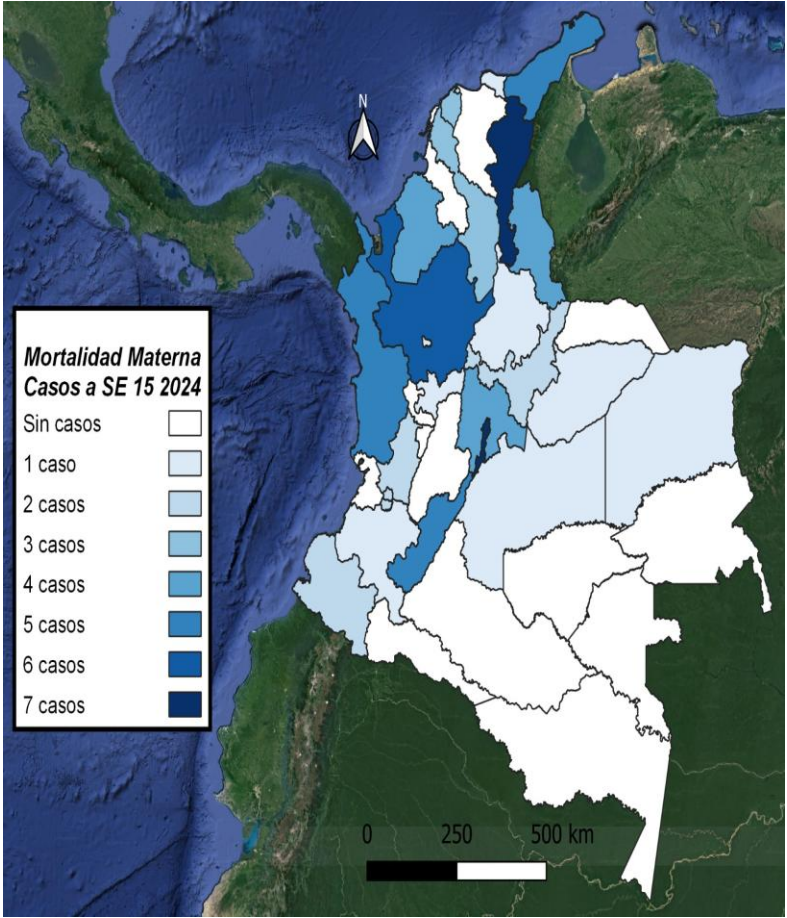 N
Mortalidad Materna
Casos a SE 15 2024
Sin casos
1 caso
2 casos
3 casos
4 casos
5 casos
6 casos
7 casos
0 250 500 km